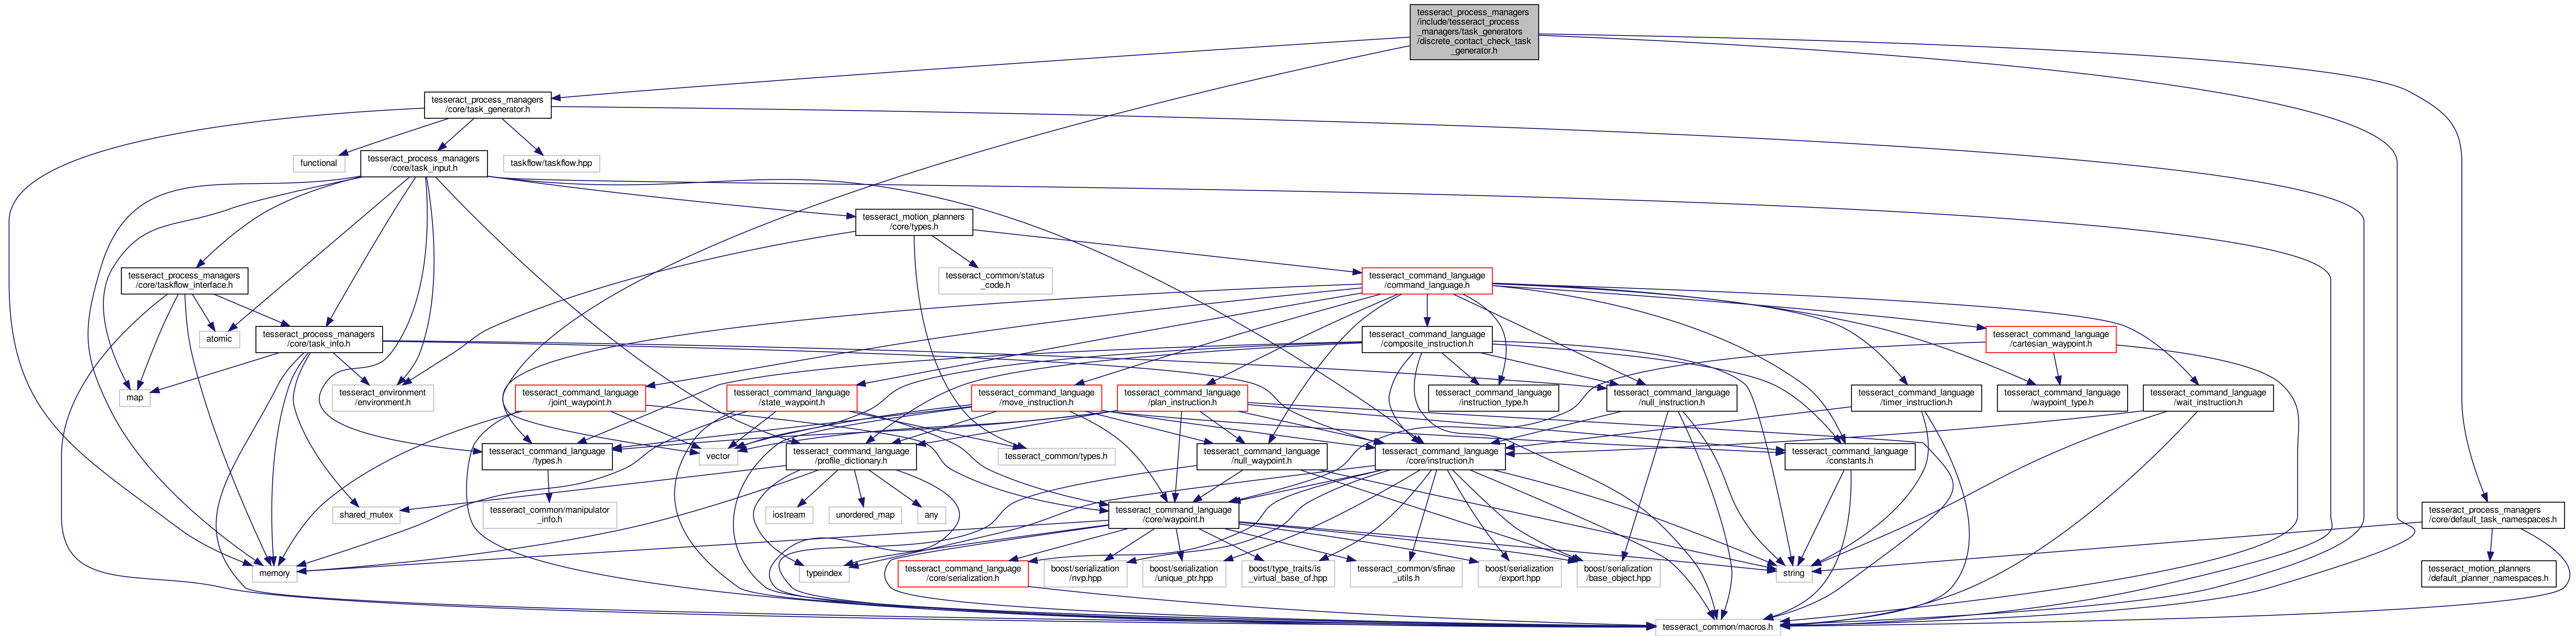 tesseract_process_managers
/include/tesseract_process
_managers/task_generators
/discrete_contact_check_task
_generator.h
tesseract_process_managers
/core/task_generator.h
functional
tesseract_process_managers
/core/task_input.h
taskflow/taskflow.hpp
tesseract_motion_planners
/core/types.h
tesseract_process_managers
/core/taskflow_interface.h
tesseract_common/status
_code.h
tesseract_command_language
/command_language.h
atomic
tesseract_process_managers
/core/task_info.h
tesseract_command_language
/composite_instruction.h
tesseract_command_language
/cartesian_waypoint.h
map
tesseract_environment
/environment.h
tesseract_command_language
/joint_waypoint.h
tesseract_command_language
/state_waypoint.h
tesseract_command_language
/move_instruction.h
tesseract_command_language
/plan_instruction.h
tesseract_command_language
/instruction_type.h
tesseract_command_language
/null_instruction.h
tesseract_command_language
/timer_instruction.h
tesseract_command_language
/waypoint_type.h
tesseract_command_language
/wait_instruction.h
tesseract_command_language
/types.h
vector
tesseract_command_language
/profile_dictionary.h
tesseract_common/types.h
tesseract_command_language
/null_waypoint.h
tesseract_command_language
/core/instruction.h
tesseract_command_language
/constants.h
shared_mutex
tesseract_common/manipulator
_info.h
iostream
unordered_map
any
tesseract_command_language
/core/waypoint.h
tesseract_process_managers
/core/default_task_namespaces.h
memory
typeindex
tesseract_command_language
/core/serialization.h
boost/serialization
/nvp.hpp
boost/serialization
/unique_ptr.hpp
boost/type_traits/is
_virtual_base_of.hpp
tesseract_common/sfinae
_utils.h
boost/serialization
/export.hpp
boost/serialization
/base_object.hpp
string
tesseract_motion_planners
/default_planner_namespaces.h
tesseract_common/macros.h